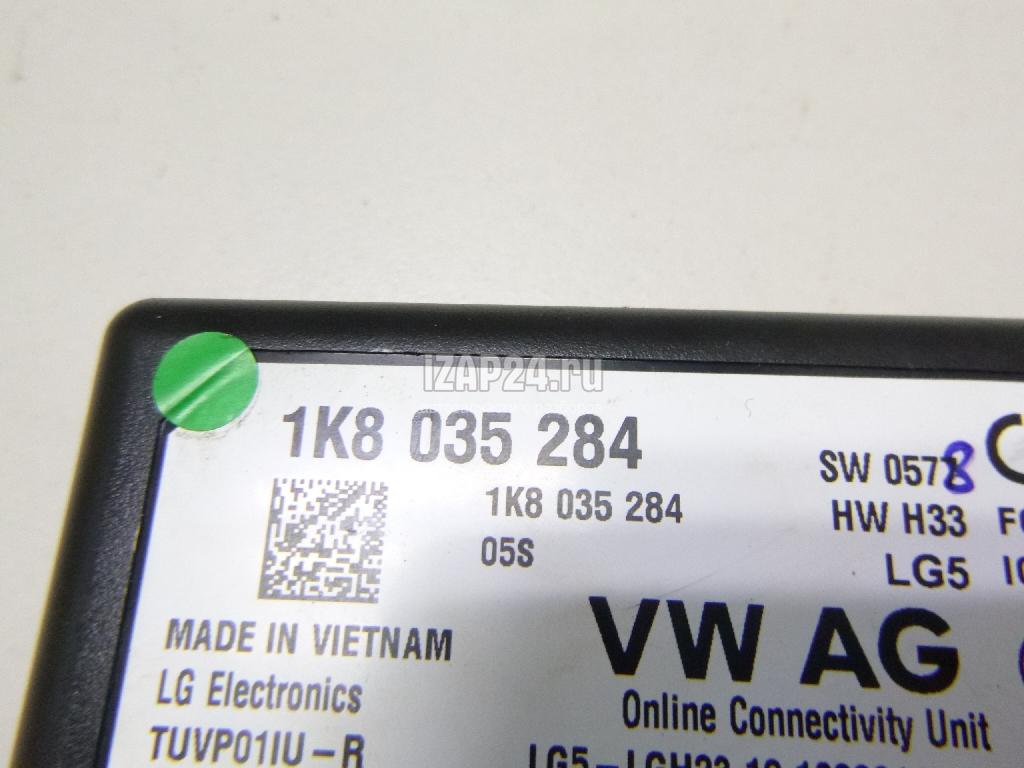 iZAP24.ru
1K8 035 284
SW 0578
1K8 035 284
HW H33
05S
LG5
MADE IN VIETNAM
VW AG
LG Electronics
Online Connectivity Unit
TUVP01IU-R